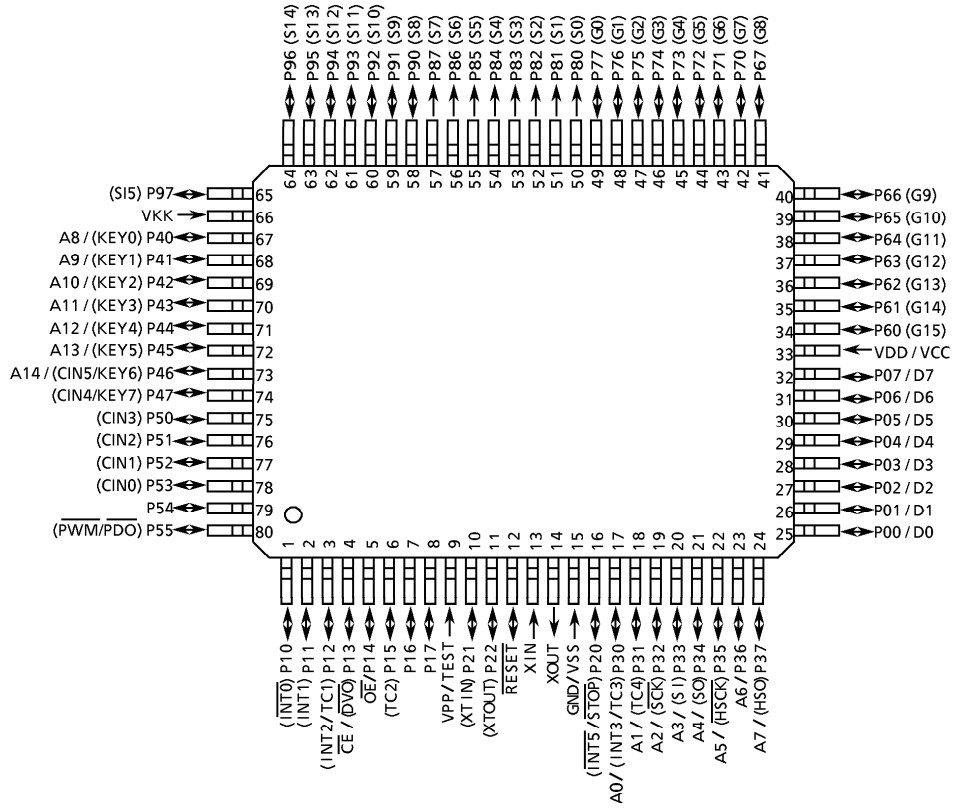 P96 (S14)
P95 (S13)
P94 (S12)
P93 (S11)
P92 (S10)
P91 (S9)
P90 (S8)
P87 (S7)
P86 (S6)
P85 (S5)
P84 (S4)
P83 (S3)
P82 (S2)
P81 (S1)
P80 (S0)
P77 (G0)
P76 (G1)
P75 (G2)
P74 (G3)
P73 (G4)
P72 (G5)
P71 (G6)
P70 (G7)
P67 (G8)
64
63
62
61
60
59
58
57
56
55
54
53
52
51
50
49
48
47
46
45
44
43
42
41
(SI5) P97 65
VKK 66
A8 / (KEY0) P40 67
A9 / (KEY1) P41 68
A10 / (KEY2) P42 69
A11 / (KEY3) P43 70
A12 / (KEY4) P44 71
A13 / (KEY5) P45 72
A14 / (CIN5/KEY6) P46 73
(CIN4/KEY7) P47 74
(CIN3) P50 75
(CIN2) P51 76
(CIN1) P52 77
(CIN0) P53 78
P54 79
(PWM/PDO) P55 80
40 P66 (G9)
39 P65 (G10)
38 P64 (G11)
37 P63 (G12)
36 P62 (G13)
35 P61 (G14)
34 P60 (G15)
33 VDD / VCC
32 P07 / D7
31 P06 / D6
30 P05 / D5
29 P04 / D4
28 P03 / D3
27 P02 / D2
26 P01 / D1
25 P00 / D0
1
2
3
4
5
6
7
8
9
10
11
12
13
14
15
16
17
18
19
20
21
22
23
24
(INT0) P10
(INT1) P11
(INT2/TC1) P12
CE / (DVO) P13
OE/P14
(TC2) P15
P16
P17
VPP/TEST
(XTIN) P21
(XTOUT) P22
RESET
XIN
XOUT
GND/VSS
(INT5/STOP) P20
A0/ (INT3/TC3) P30
A1 / (TC4) P31
A2 / (SCK) P32
A3 / (SI) P33
A4 / (SO) P34
A5 / (HSCK) P35
A6 / P36
A7 / (HSO) P37